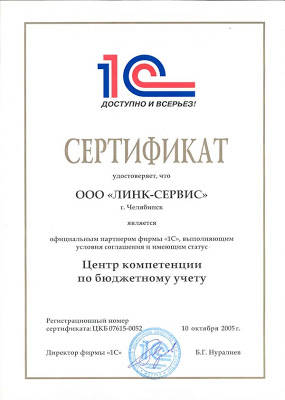 1С
ДОСТУПНО И ВСЕРЬЕЗ!
СЕРТИФИКАТ
удостоверяет, что
ООО «ЛИНК-СЕРВИС»
г. Челябинск
является
официальным партнером фирмы «1С», выполняющим
условия соглашения и имеющим статус
Центр компетенции
по бюджетному учету
Регистрационный номер
сертификата: ЦКБ 07615-0052 10 октября 2005 г.
Директор фирмы «1С» Б.Г. Нуралиев